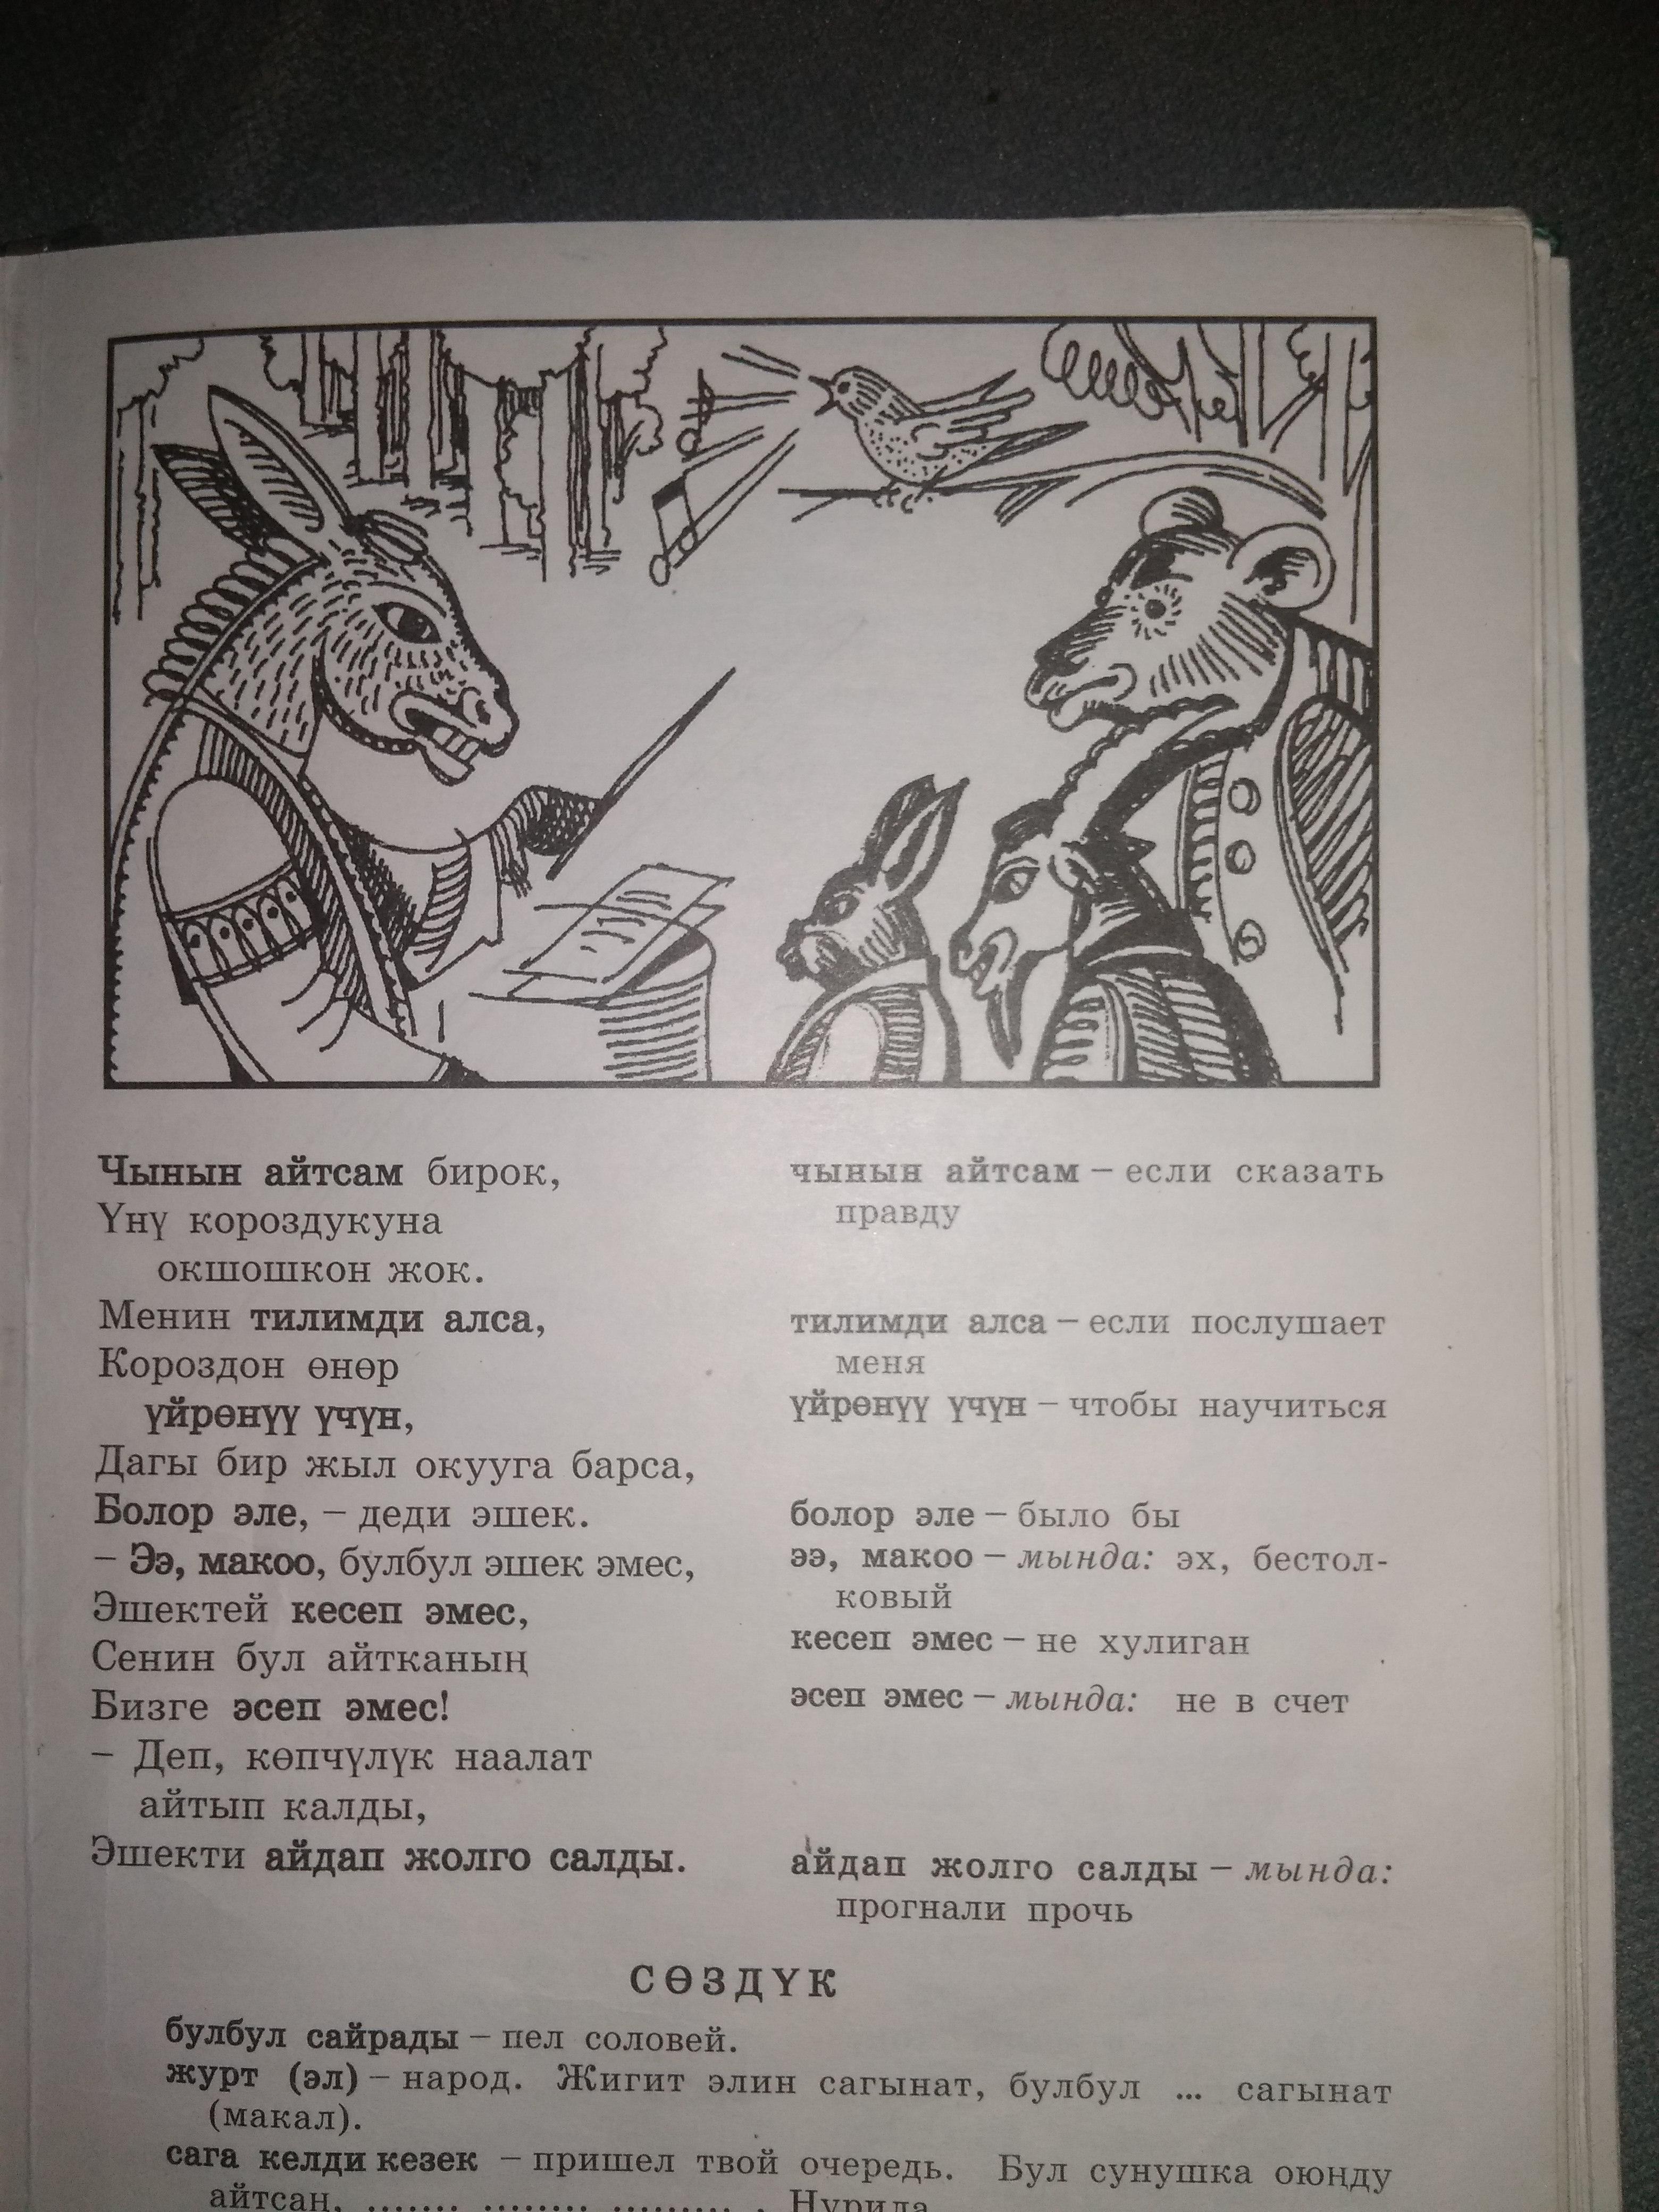 Чынын айтсам бирок,
Үнү короздукуна
окшошкон жок.
Менин тилимди алса,
Короздон өнөр
үйрөнүү үчүн,
Дагы бир жыл окууга барса,
Болор эле, – деди эшек.
– Ээ, макоо, булбул эшек эмес,
Эшектей кесеп эмес,
Сенин бул айтканың
Бизге эсеп эмес!
– Деп, көпчүлүк наалат
айтып калды,
Эшекти айдап жолго салды.
чынын айтсам – если сказать
правду
тилимди алса – если послушает
меня
үйрөнүү үчүн – чтобы научиться
болор эле – было бы
ээ, макоо – мында: эх, бестол-
ковый
кесеп эмес – не хулиган
эсеп эмес – мында: не в счет
айдап жолго салды – мында:
прогнали прочь
СӨЗДҮК
булбул сайрады – пел соловей.
журт (эл) – народ. Жигит элин сагынат, булбул ... сагынат
(макал).
сага келди кезек – пришел твой очередь. Бул сунушка оюңду
айтсаң, ....... ........ ......... . Нурида